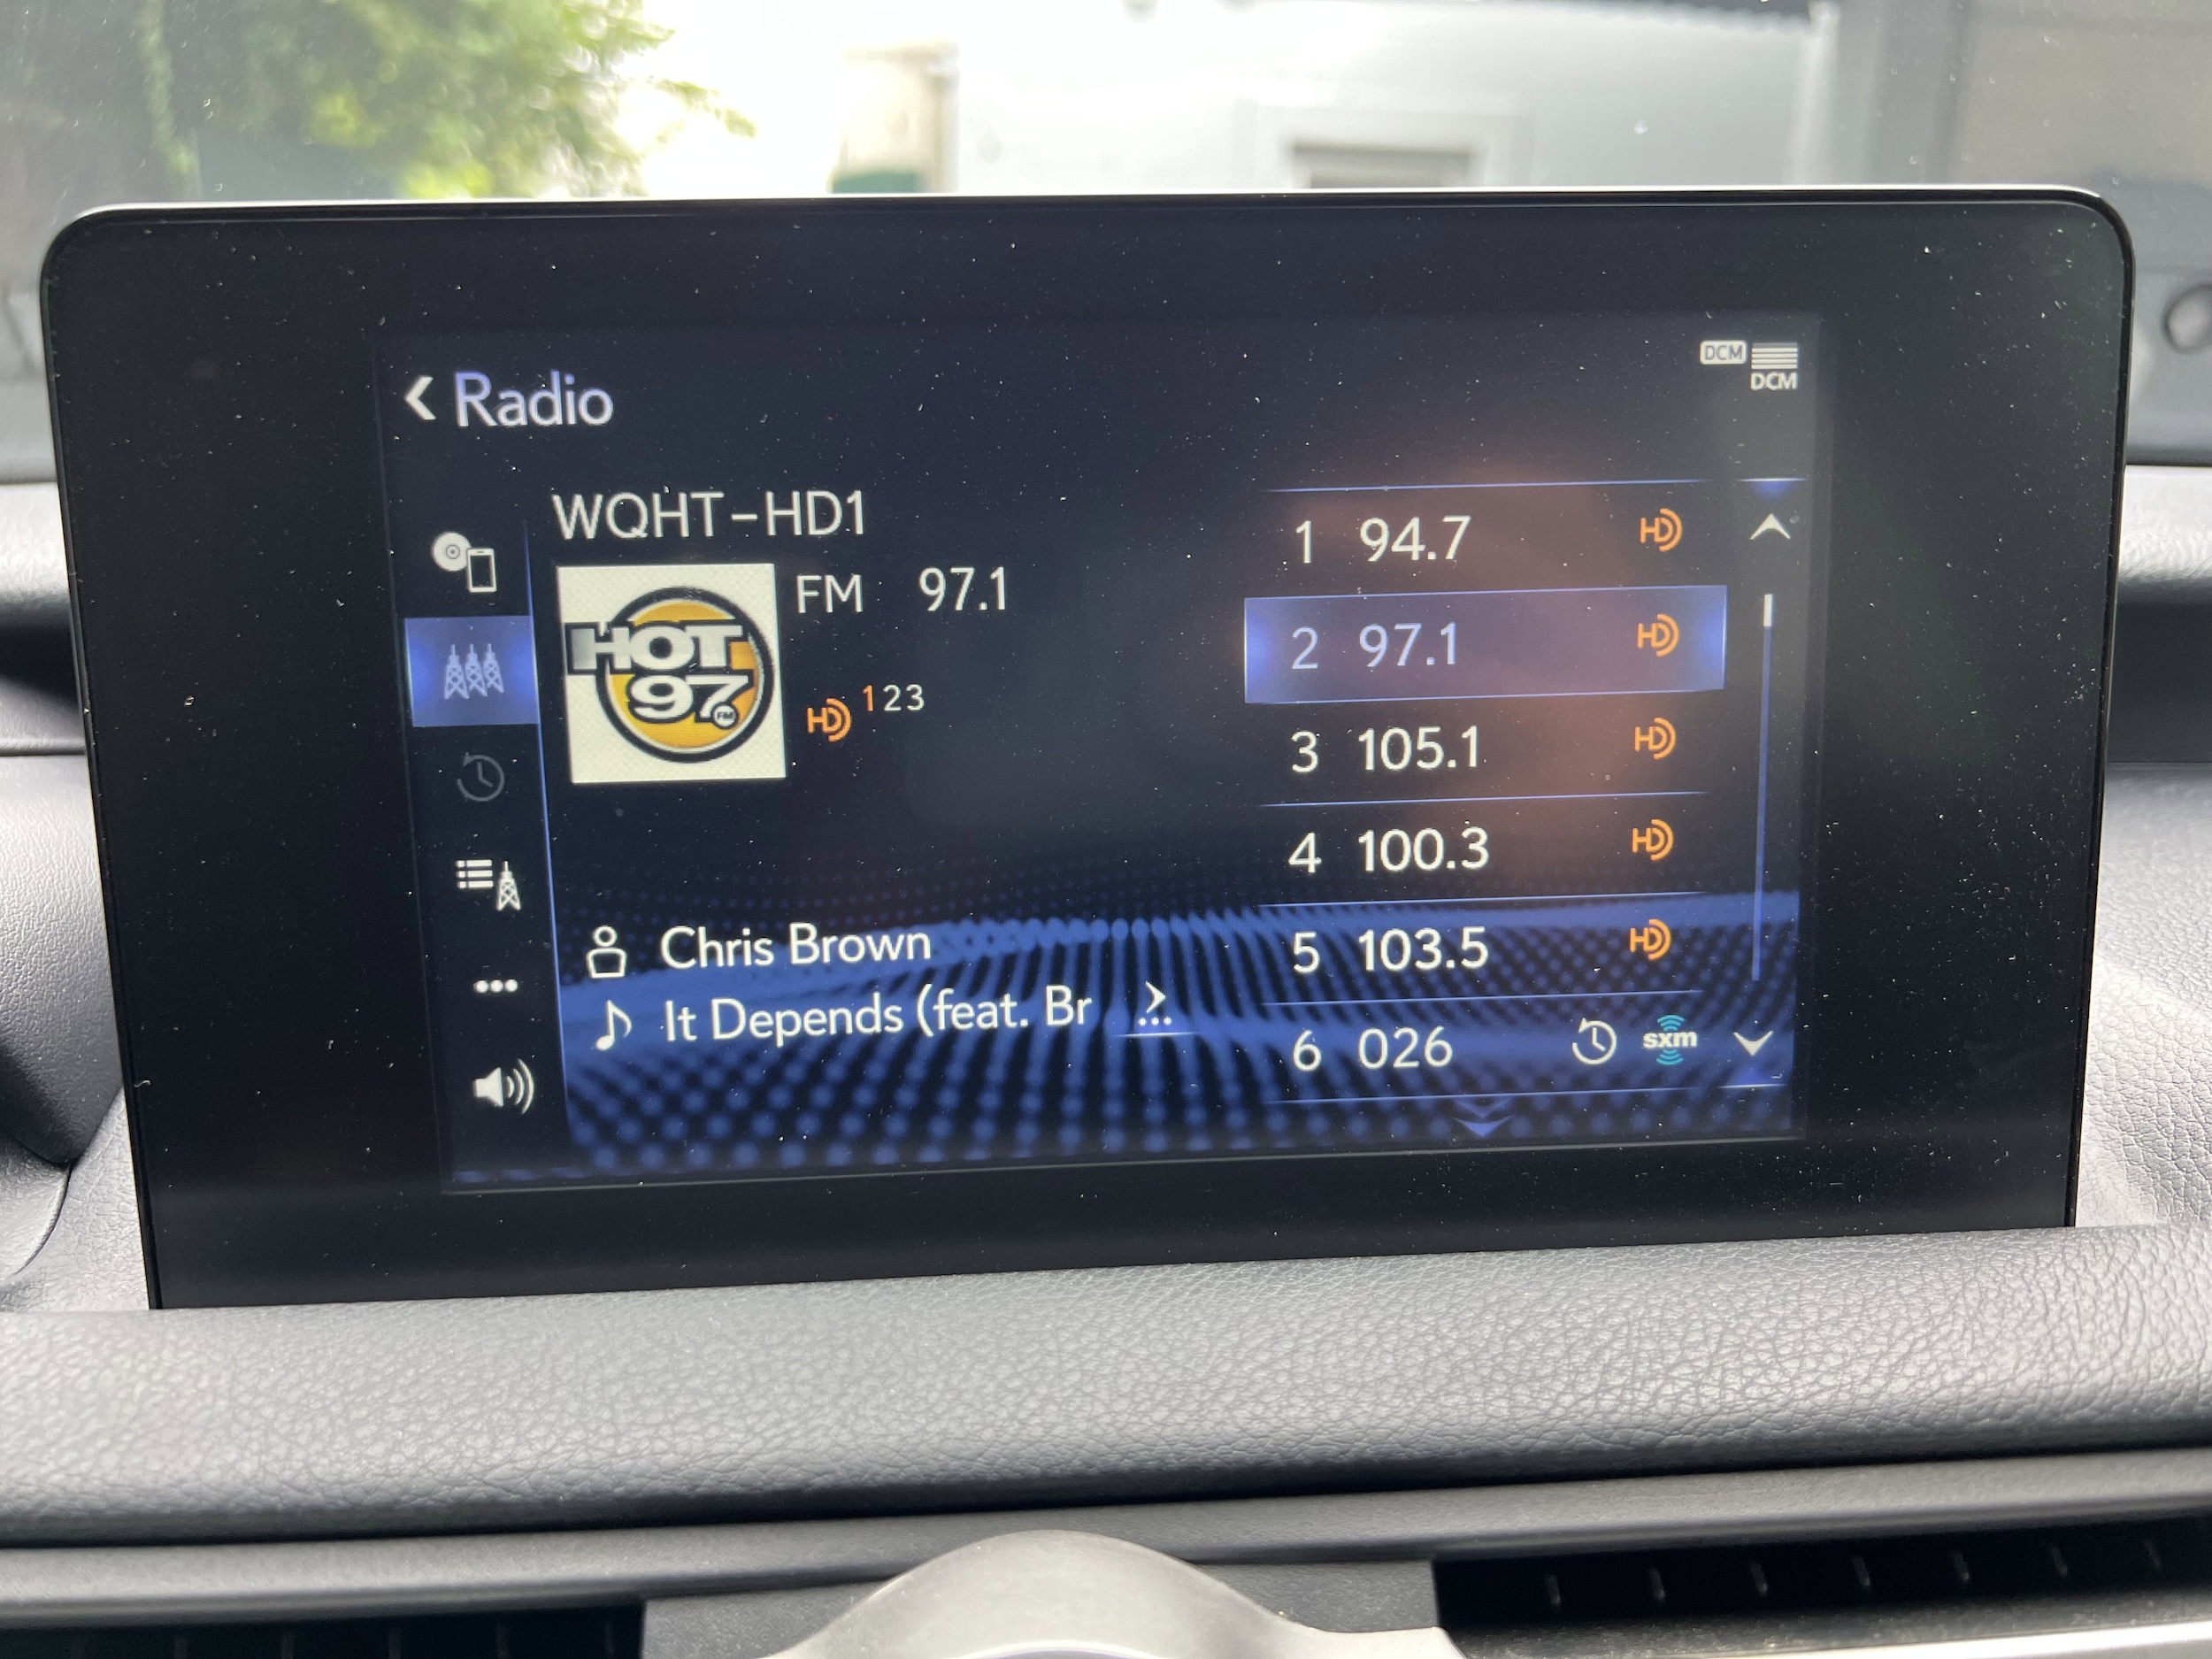 Radio
DCM
DCM
WQHT-HD1
HOT
97
FM
FM 97.1
HD 123
Chris Brown
It Depends (feat. Br
1 94.7 HD
2 97.1 HD
3 105.1 HD
4 100.3 HD
5 103.5 HD
6 026 sxm